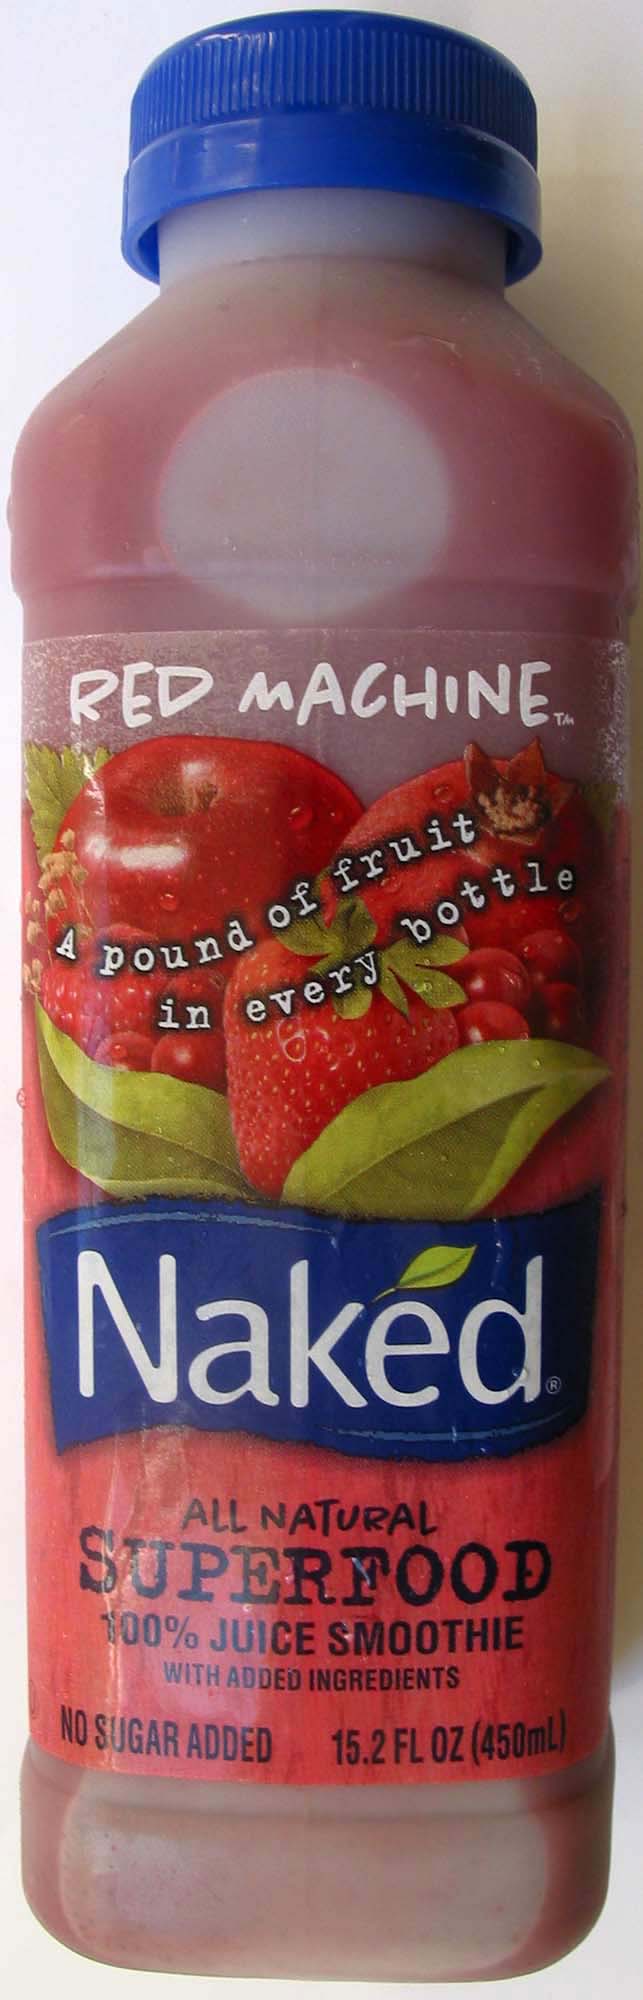 RED MACHINE™
A pound of fruit
in every bottle
Naked®
ALL NATURAL
SUPERFOOD
100% JUICE SMOOTHIE
WITH ADDED INGREDIENTS
NO SUGAR ADDED 15.2 FL OZ (450mL)